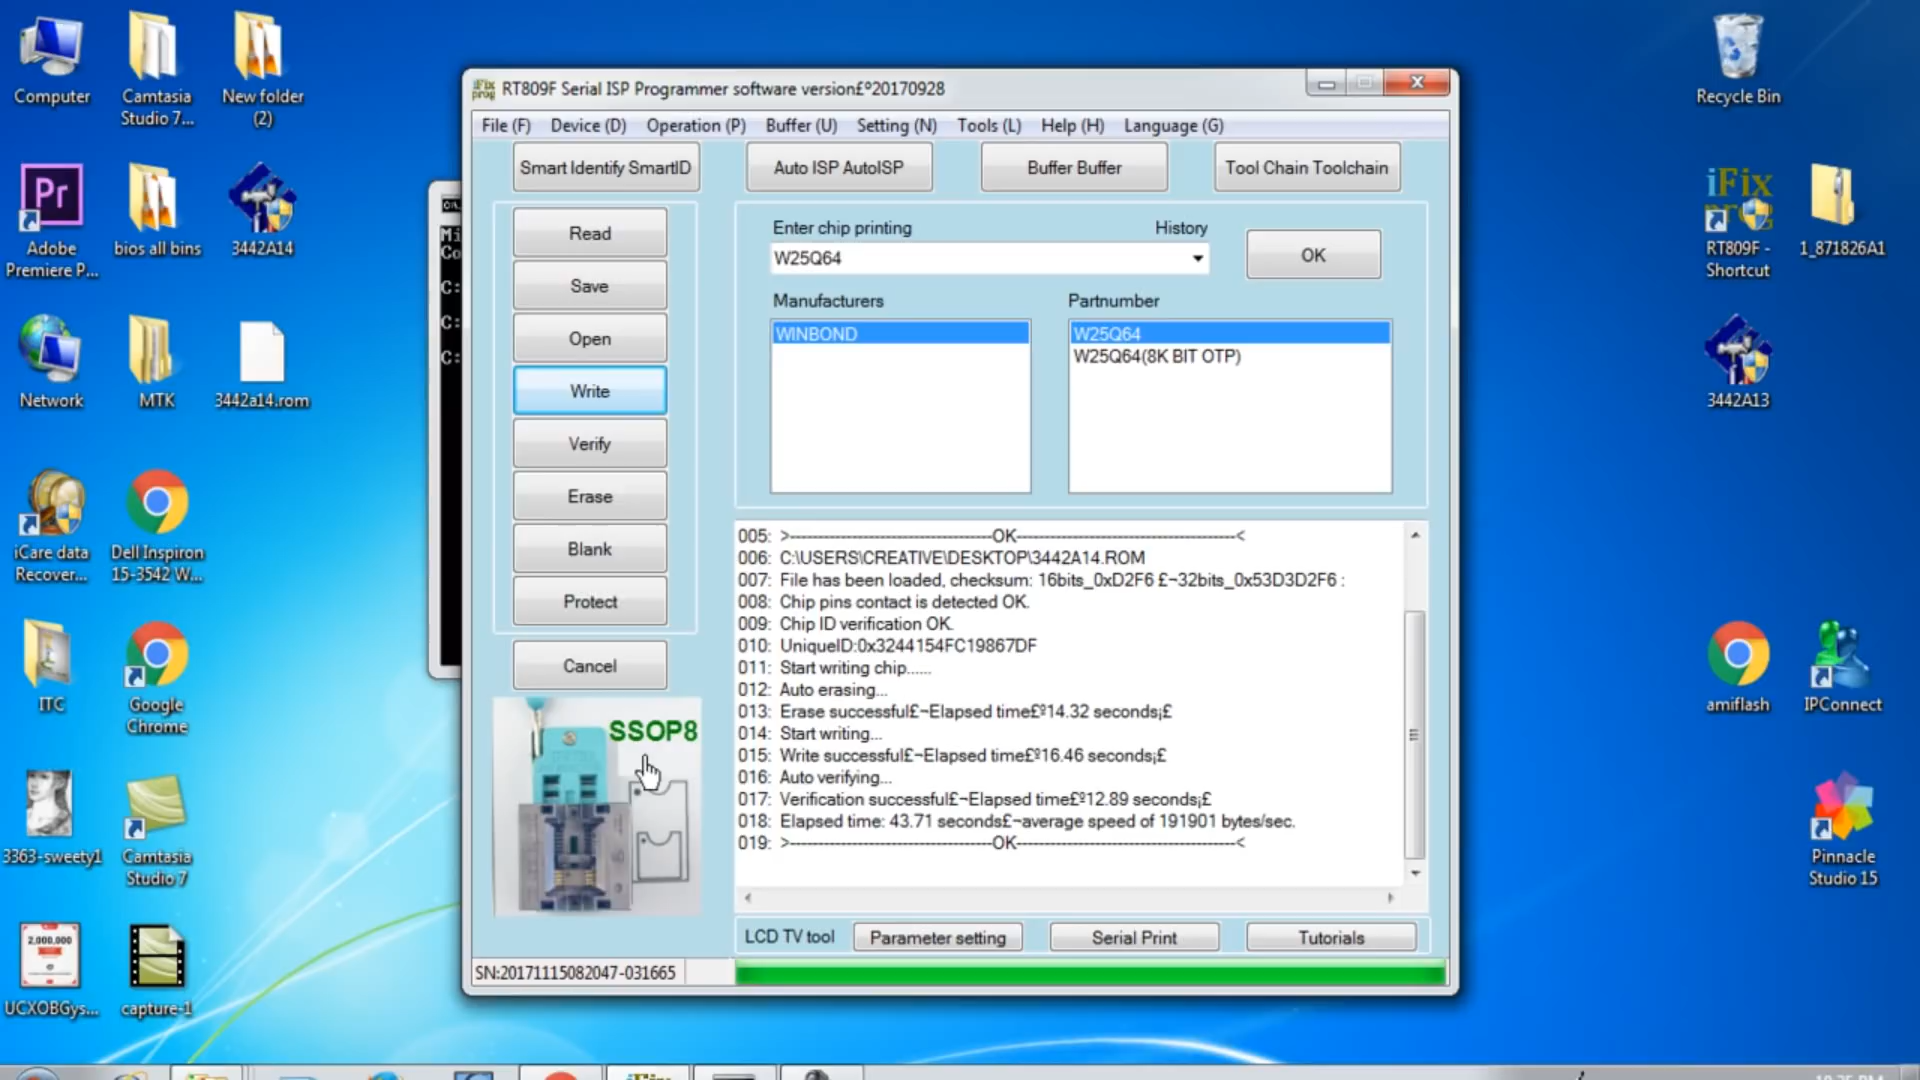 Computer
Camtasia
Studio 7...
New folder
(2)
Adobe
Premiere P...
bios all bins
3442A14
Network
MTK
3442a14.rom
iCare data
Recover...
Dell Inspiron
15-3542 W...
ITC
Google
Chrome
3363-sweety1
Camtasia
Studio 7
2,000,000
UCXOBGys...
capture-1
RT809F Serial ISP Programmer software version£º20170928
File (F) Device (D) Operation (P) Buffer (U) Setting (N) Tools (L) Help (H) Language (G)
Smart Identify SmartID Auto ISP AutoISP Buffer Buffer Tool Chain Toolchain
Read
Save
Open
Write
Verify
Erase
Blank
Protect
Cancel
SSOP8
Enter chip printing History
W25Q64
OK
Manufacturers Partnumber
WINBOND
W25Q64
W25Q64(8K BIT OTP)
005: >-----------------------------------OK-----------------------------------<
006: C:\USERS\CREATIVE\DESKTOP\3442A14.ROM
007: File has been loaded, checksum: 16bits_0xD2F6 £¬32bits_0x53D3D2F6 :
008: Chip pins contact is detected OK.
009: Chip ID verification OK.
010: UniqueID:0x3244154FC19867DF
011: Start writing chip......
012: Auto erasing...
013: Erase successful£¬Elapsed time£º14.32 seconds¡£
014: Start writing...
015: Write successful£¬Elapsed time£º16.46 seconds¡£
016: Auto verifying...
017: Verification successful£¬Elapsed time£º12.89 seconds¡£
018: Elapsed time: 43.71 seconds£¬average speed of 191901 bytes/sec.
019: >-----------------------------------OK-----------------------------------<
LCD TV tool Parameter setting Serial Print Tutorials
SN:20171115082047-031665
Mi
Co
C:
C:
C:
Recycle Bin
iFix
RT809F -
Shortcut
1_871826A1
3442A13
amiflash
IPConnect
Pinnacle
Studio 15